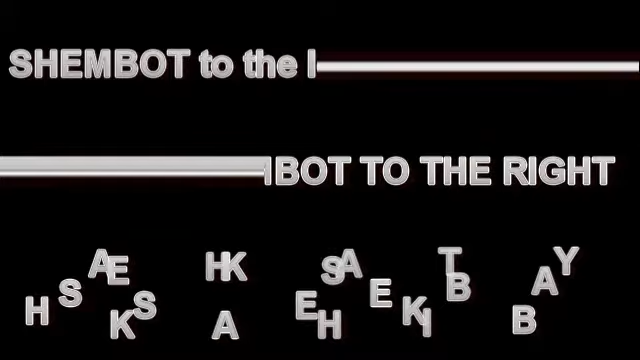 SHEMBOT to the l
BOT TO THE RIGHT
H S A E K S H A K E H S A E K I T B B A Y